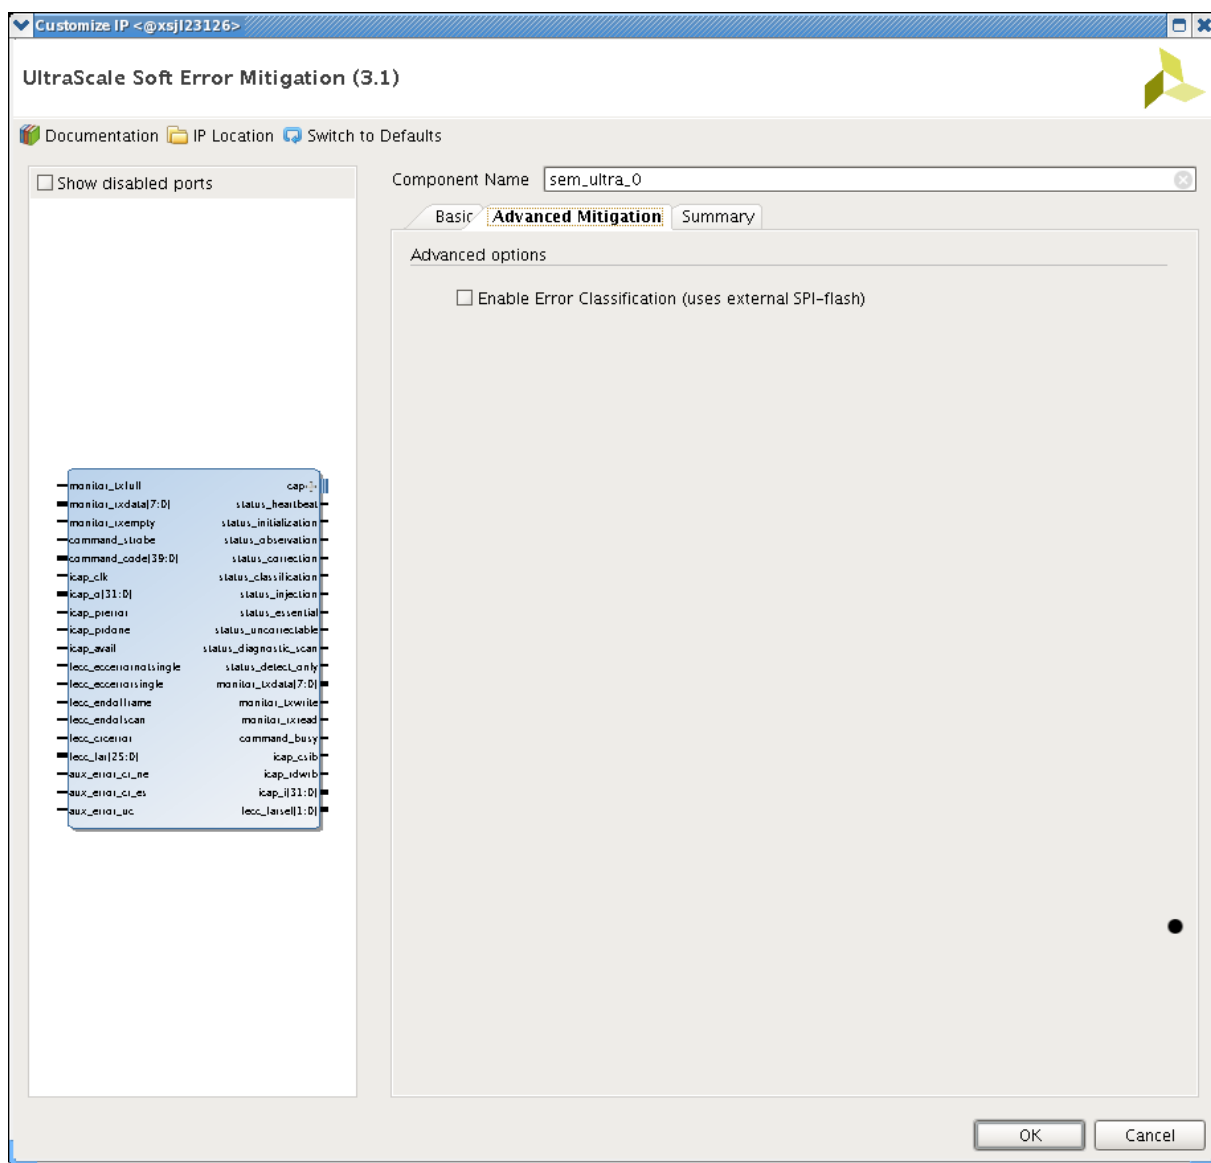 Customize IP <@xsjl23126>
UltraScale Soft Error Mitigation (3.1)
Documentation IP Location Switch to Defaults
Show disabled ports
Component Name sem_ultra_0
Basic Advanced Mitigation Summary
Advanced options
Enable Error Classification (uses external SPI-flash)
monitor_txfull
cap
monitor_rxdata[7:0]
status_heartbeat
monitor_rxempty
status_initialization
command_strobe
status_observation
command_code[39:0]
status_correction
icap_clk
status_classification
icap_o[31:0]
status_injection
icap_prerror
status_essential
icap_prdone
status_uncorrectable
icap_avail
status_diagnostic_scan
fecc_eccerrornotsingle
status_detect_only
fecc_eccerrorsingle
monitor_txdata[7:0]
fecc_endofframe
monitor_txwrite
fecc_endofscan
monitor_rxread
fecc_crcerror
command_busy
fecc_far[25:0]
icap_csib
aux_error_cr_ne
icap_rdwrb
aux_error_cr_es
icap_i[31:0]
aux_error_uc
fecc_farsel[1:0]
OK Cancel